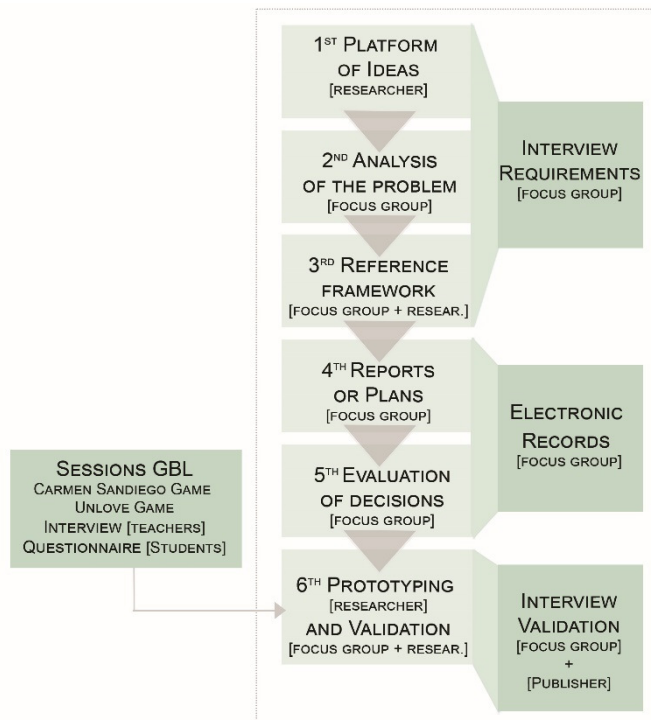 1ST PLATFORM
OF IDEAS
[RESEARCHER]
2ND ANALYSIS
OF THE PROBLEM
[FOCUS GROUP]
3RD REFERENCE
FRAMEWORK
[FOCUS GROUP + RESEAR.]
INTERVIEW
REQUIREMENTS
[FOCUS GROUP]
4TH REPORTS
OR PLANS
[FOCUS GROUP]
5TH EVALUATION
OF DECISIONS
[FOCUS GROUP]
ELECTRONIC
RECORDS
[FOCUS GROUP]
SESSIONS GBL
CARMEN SANDIEGO GAME
UNLOVE GAME
INTERVIEW [TEACHERS]
QUESTIONNAIRE [STUDENTS]
6TH PROTOTYPING
[RESEARCHER]
AND VALIDATION
[FOCUS GROUP + RESEAR.]
INTERVIEW
VALIDATION
[FOCUS GROUP]
+
[PUBLISHER]